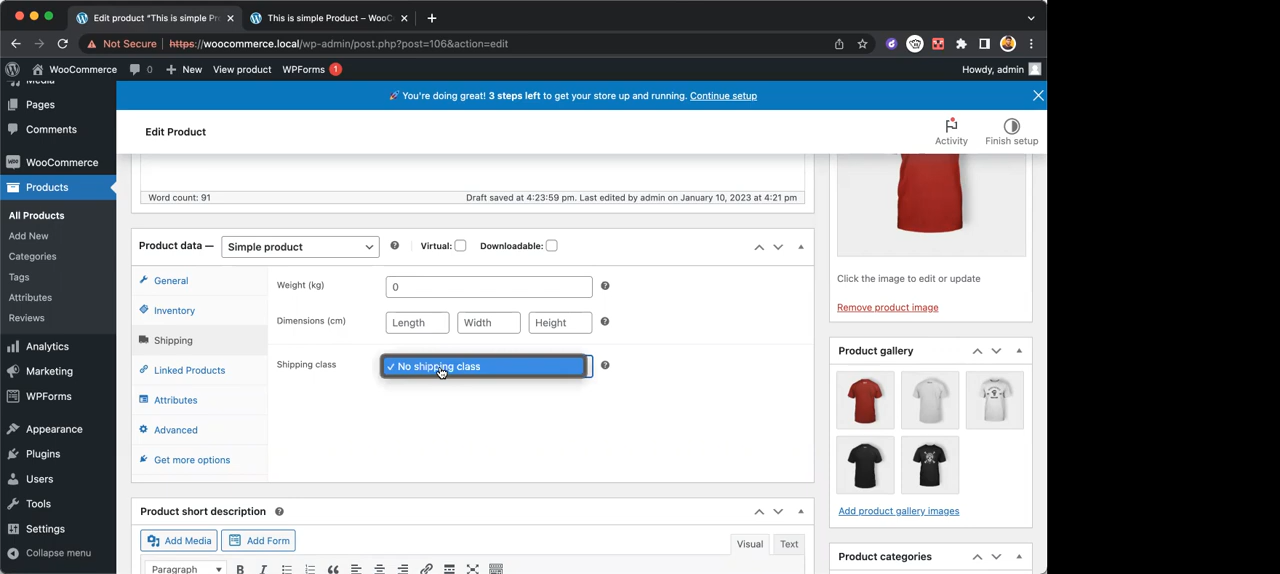 Edit product "This is simple Pr
This is simple Product – WooC
Not Secure | https://woocommerce.local/wp-admin/post.php?post=106&action=edit
WooCommerce 0 New View product WPForms 1 Howdy, admin
Media
Pages
Comments
WooCommerce
Products
All Products
Add New
Categories
Tags
Attributes
Reviews
Analytics
Marketing
WPForms
Appearance
Plugins
Users
Tools
Settings
Collapse menu
🚀 You're doing great! 3 steps left to get your store up and running. Continue setup
Edit Product
Activity
Finish setup
Word count: 91
Draft saved at 4:23:59 pm. Last edited by admin on January 10, 2023 at 4:21 pm
Product data — Simple product Virtual: Downloadable:
General
Inventory
Shipping
Linked Products
Attributes
Advanced
Get more options
Weight (kg) 0
Dimensions (cm) Length Width Height
Shipping class ✓ No shipping class
Product short description
Add Media Add Form
Visual Text
Paragraph B I
Click the image to edit or update
Remove product image
Product gallery
Add product gallery images
Product categories